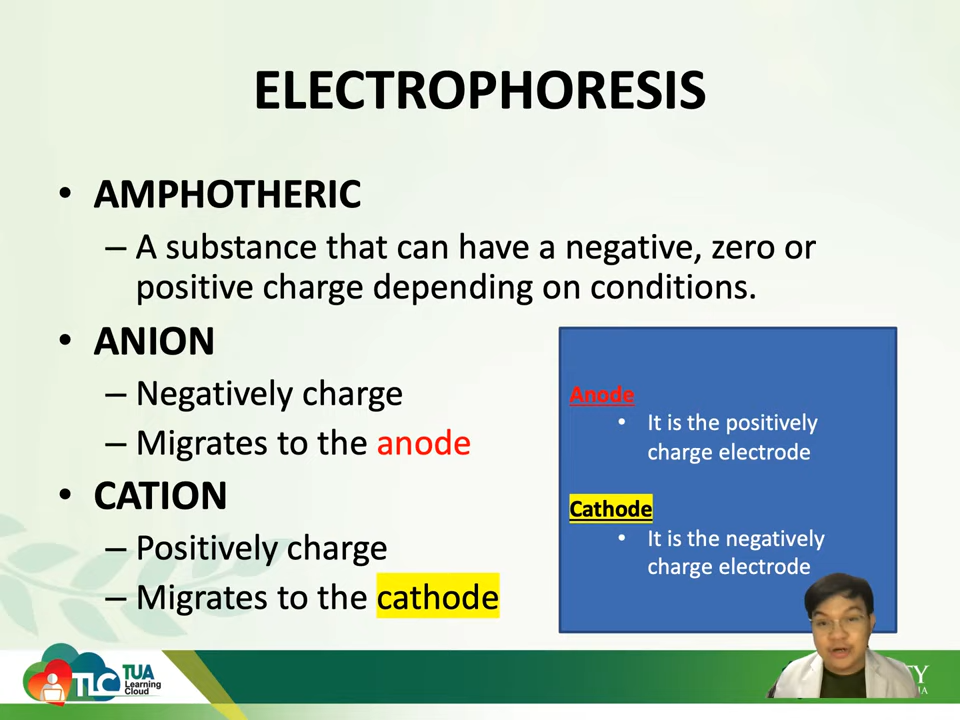 ELECTROPHORESIS
• AMPHOTHERIC
– A substance that can have a negative, zero or
positive charge depending on conditions.
• ANION
– Negatively charge
– Migrates to the anode
• CATION
– Positively charge
– Migrates to the cathode
Anode
• It is the positively
charge electrode
Cathode
• It is the negatively
charge electrode
TLC TUA
Learning
Cloud